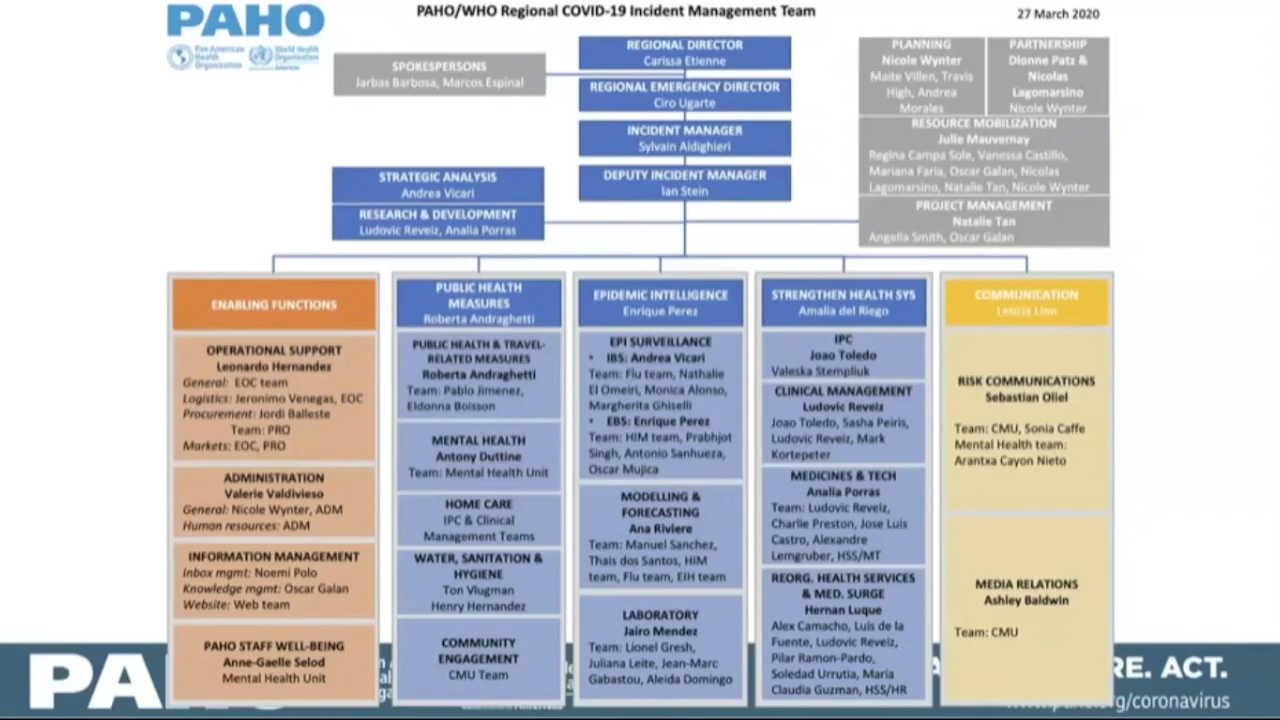 PAHO
Pan American
Health
Organization
World Health
Organization
Americas
PAHO/WHO Regional COVID-19 Incident Management Team
27 March 2020
REGIONAL DIRECTOR
Carissa Etienne
SPOKESPERSONS
Jarbas Barbosa, Marcos Espinal
REGIONAL EMERGENCY DIRECTOR
Ciro Ugarte
INCIDENT MANAGER
Sylvain Aldighieri
DEPUTY INCIDENT MANAGER
Ian Stein
STRATEGIC ANALYSIS
Andrea Vicari
RESEARCH & DEVELOPMENT
Ludovic Reveiz, Analia Porras
PLANNING
Nicole Wynter
Maite Villen, Travis
High, Andrea
Morales
PARTNERSHIP
Dionne Patz &
Nicolas
Lagomarsino
Nicole Wynter
RESOURCE MOBILIZATION
Julie Mauvernay
Regina Campa Sole, Vanessa Castillo,
Mariana Faria, Oscar Galan, Nicolas
Lagomarsino, Natalie Tan, Nicole Wynter
PROJECT MANAGEMENT
Natalie Tan
Angella Smith, Oscar Galan
ENABLING FUNCTIONS
OPERATIONAL SUPPORT
Leonardo Hernandez
General: EOC team
Logistics: Jeronimo Venegas, EOC
Procurement: Jordi Balleste
Team: PRO
Markets: EOC, PRO
ADMINISTRATION
Valerie Valdivieso
General: Nicole Wynter, ADM
Human resources: ADM
INFORMATION MANAGEMENT
Inbox mgmt: Noemi Polo
Knowledge mgmt: Oscar Galan
Website: Web team
PAHO STAFF WELL-BEING
Anne-Gaelle Selod
Mental Health Unit
PUBLIC HEALTH
MEASURES
Roberta Andraghetti
PUBLIC HEALTH & TRAVEL-
RELATED MEASURES
Roberta Andraghetti
Team: Pablo Jimenez,
Eldonna Boisson
MENTAL HEALTH
Antony Duttine
Team: Mental Health Unit
HOME CARE
IPC & Clinical
Management Teams
WATER, SANITATION &
HYGIENE
Ton Vlugman
Henry Hernandez
COMMUNITY
ENGAGEMENT
CMU Team
EPIDEMIC INTELLIGENCE
Enrique Perez
EPI SURVEILLANCE
• IBS: Andrea Vicari
Team: Flu team, Nathalie
El Omeiri, Monica Alonso,
Margherita Ghiselli
• EBS: Enrique Perez
Team: HIM team, Prabhjot
Singh, Antonio Sanhueza,
Oscar Mujica
MODELLING &
FORECASTING
Ana Riviere
Team: Manuel Sanchez,
Thais dos Santos, HIM
team, Flu team, EIH team
LABORATORY
Jairo Mendez
Team: Lionel Gresh,
Juliana Leite, Jean-Marc
Gabastou, Aleida Domingo
STRENGTHEN HEALTH SYS
Amalia del Riego
IPC
Joao Toledo
Valeska Stempliuk
CLINICAL MANAGEMENT
Ludovic Reveiz
Joao Toledo, Sasha Peiris,
Ludovic Reveiz, Mark
Kortepeter
MEDICINES & TECH
Analia Porras
Team: Ludovic Reveiz,
Charlie Preston, Jose Luis
Castro, Alexandre
Lemgruber, HSS/MT
REORG. HEALTH SERVICES
& MED. SURGE
Hernan Luque
Alex Camacho, Luis de la
Fuente, Ludovic Reveiz,
Pilar Ramon-Pardo,
Soledad Urrutia, Maria
Claudia Guzman, HSS/HR
COMMUNICATION
Leticia Linn
RISK COMMUNICATIONS
Sebastian Oliel
Team: CMU, Sonia Caffe
Mental Health team:
Arantxa Cayon Nieto
MEDIA RELATIONS
Ashley Baldwin
Team: CMU
PAHO
RE. ACT.
www.paho.org/coronavirus